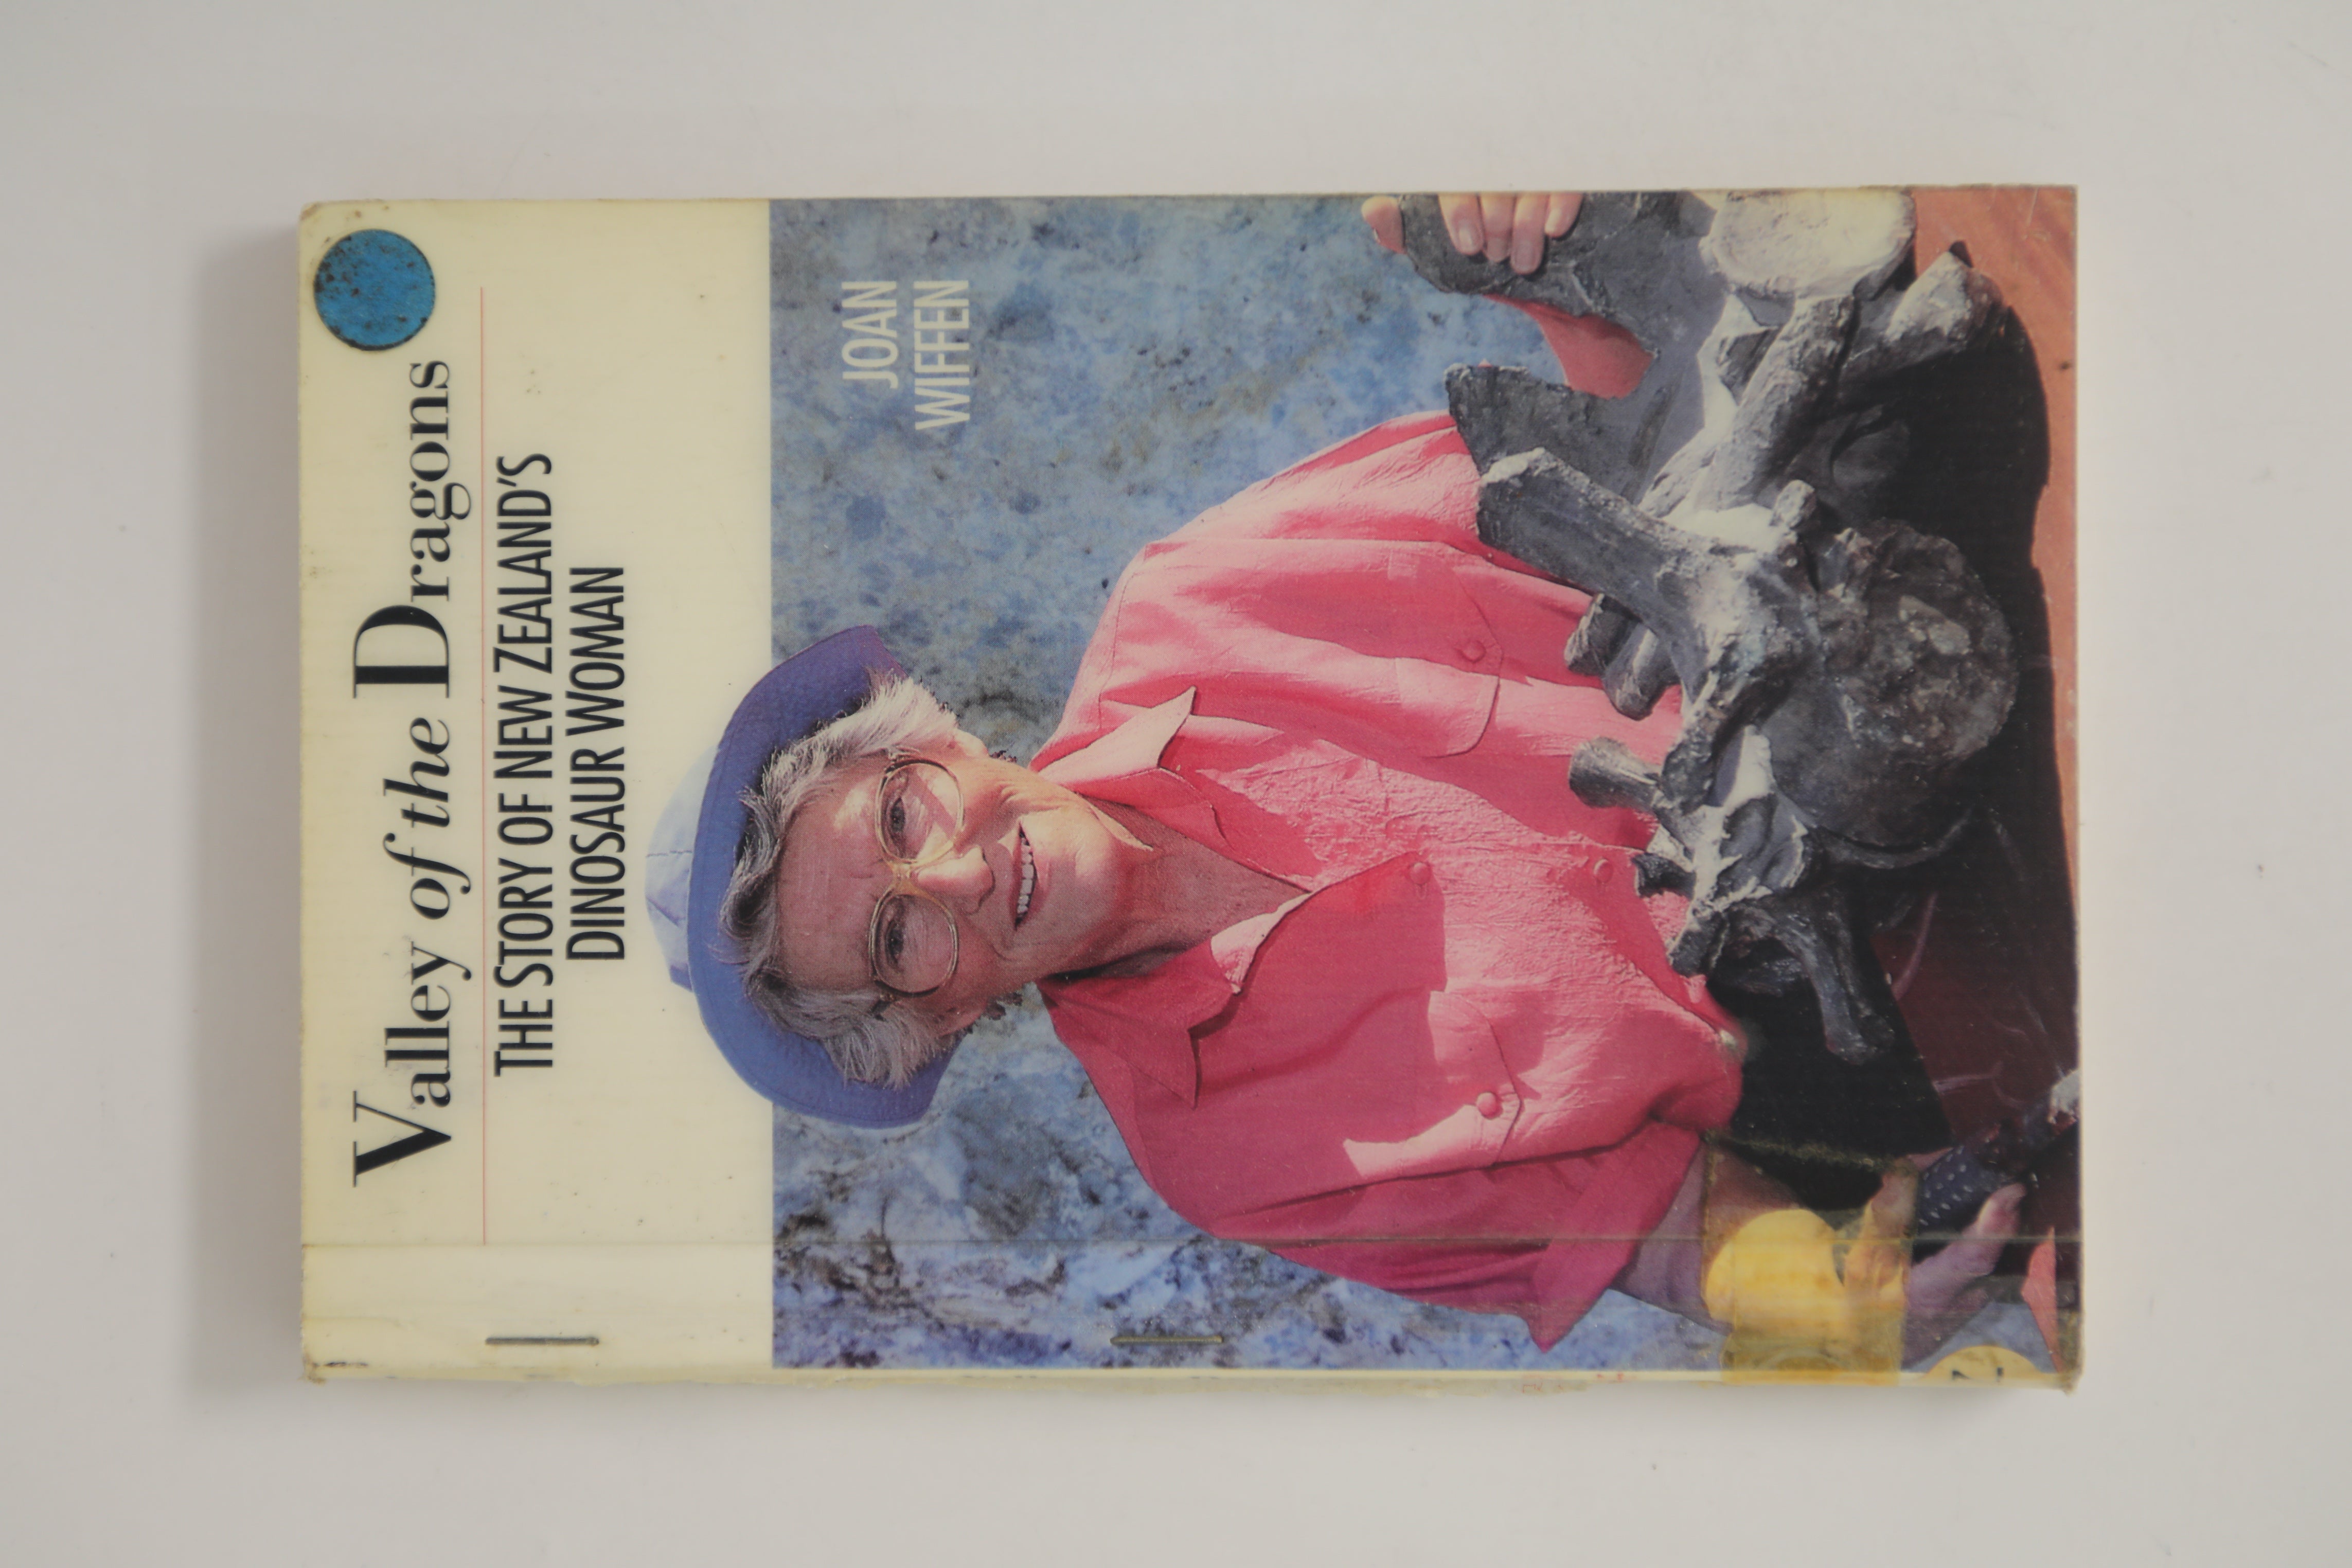 Valley of the Dragons
THE STORY OF NEW ZEALAND'S
DINOSAUR WOMAN
JOAN
WIFFEN